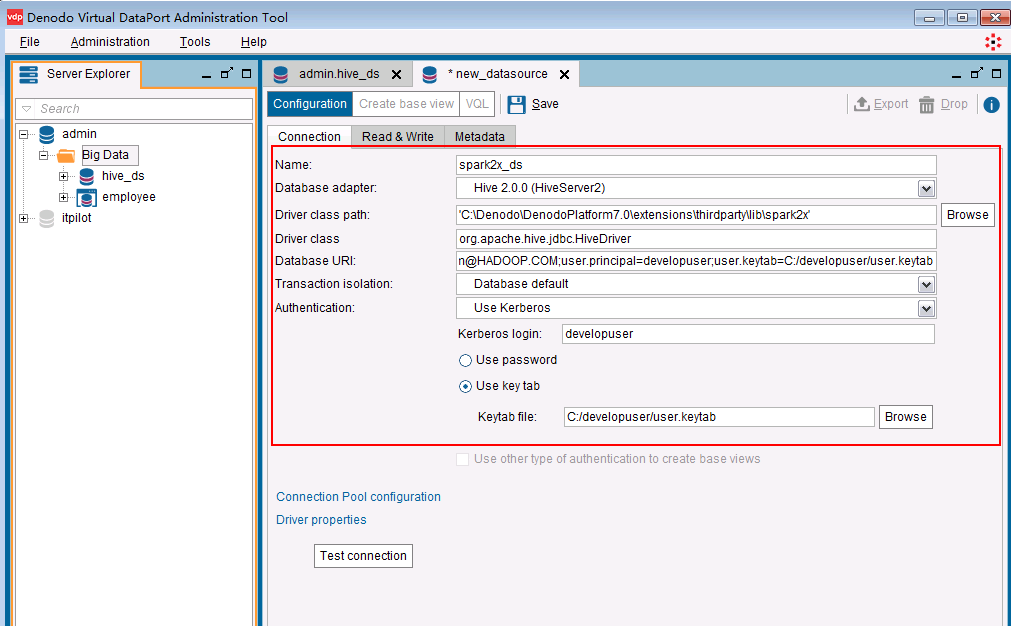 vdp Denodo Virtual DataPort Administration Tool
File Administration Tools Help
Server Explorer
admin.hive_ds * new_datasource
Search
Configuration Create base view VQL Save Export Drop
Connection Read & Write Metadata
admin
Big Data
hive_ds
employee
itpilot
Name: spark2x_ds
Database adapter: Hive 2.0.0 (HiveServer2)
Driver class path: 'C:\Denodo\DenodoPlatform7.0\extensions\thirdparty\lib\spark2x' Browse
Driver class org.apache.hive.jdbc.HiveDriver
Database URI: n@HADOOP.COM;user.principal=developuser;user.keytab=C:/developuser/user.keytab
Transaction isolation: Database default
Authentication: Use Kerberos
Kerberos login: developuser
Use password
Use key tab
Keytab file: C:/developuser/user.keytab Browse
Use other type of authentication to create base views
Connection Pool configuration
Driver properties
Test connection